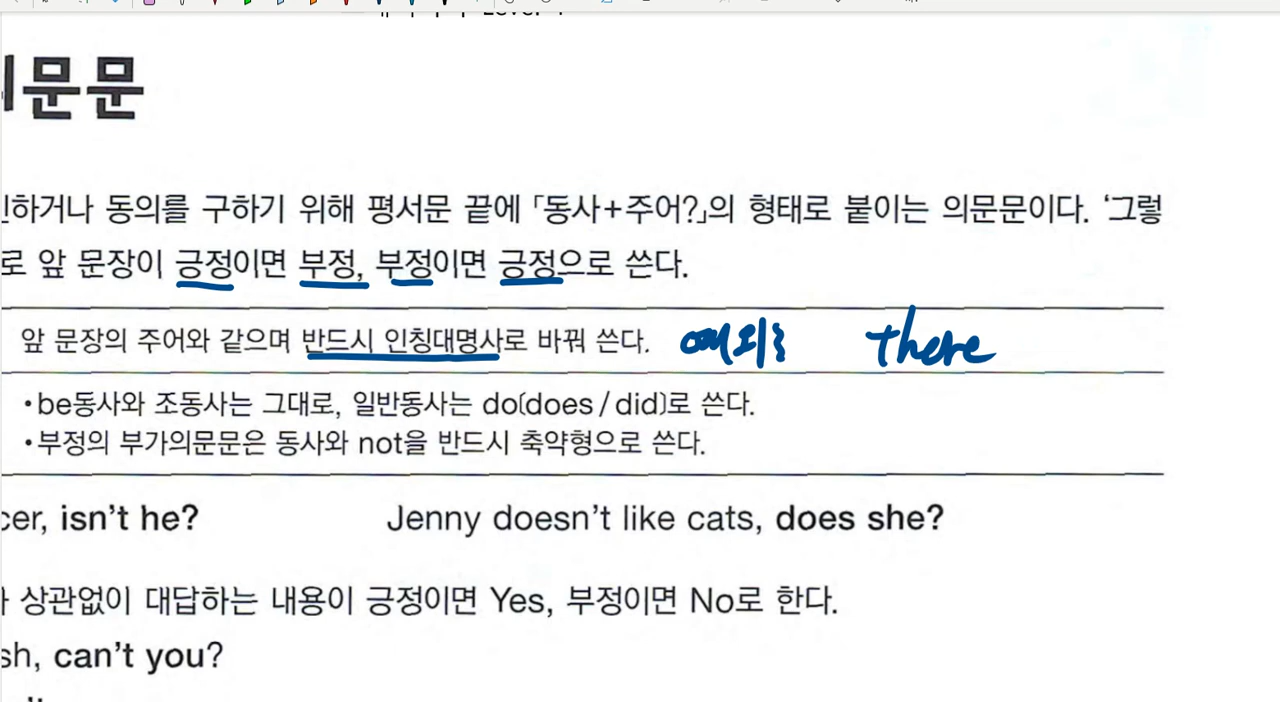 의문문
하거나 동의를 구하기 위해 평서문 끝에 「동사+주어?」의 형태로 붙이는 의문문이다. ‘그렇
로 앞 문장이 긍정이면 부정, 부정이면 긍정으로 쓴다.
앞 문장의 주어와 같으며 반드시 인칭대명사로 바꿔 쓴다. 예외는 there
•be동사와 조동사는 그대로, 일반동사는 do(does / did)로 쓴다.
•부정의 부가의문문은 동사와 not을 반드시 축약형으로 쓴다.
cer, isn’t he? Jenny doesn’t like cats, does she?
상관없이 대답하는 내용이 긍정이면 Yes, 부정이면 No로 한다.
sh, can’t you?